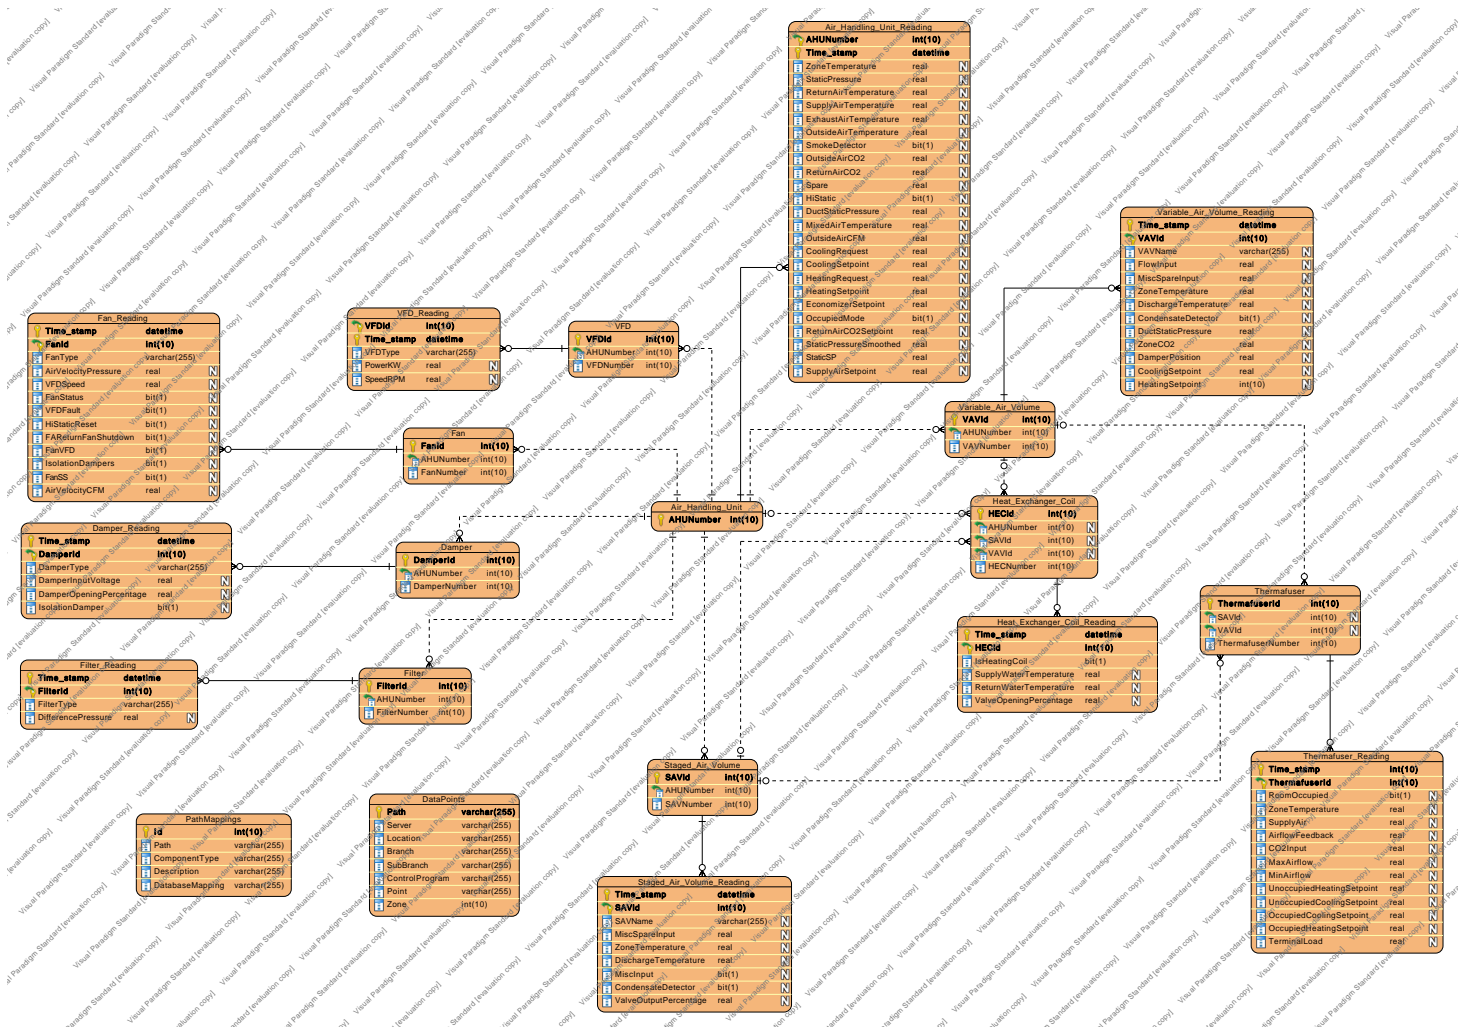 Air_Handling_Unit_Reading
AHUNumber int(10)
Time_stamp datetime
ZoneTemperature real N
StaticPressure real N
ReturnAirTemperature real N
SupplyAirTemperature real N
ExhaustAirTemperature real N
OutsideAirTemperature real N
SmokeDetector bit(1) N
OutsideAirCO2 real N
ReturnAirCO2 real N
Spare real N
HiStatic bit(1) N
DuctStaticPressure real N
MixedAirTemperature real N
OutsideAirCFM real N
CoolingRequest real N
CoolingSetpoint real N
HeatingRequest real N
HeatingSetpoint real N
EconomizerSetpoint real N
OccupiedMode bit(1) N
ReturnAirCO2Setpoint real N
StaticPressureSmoothed real N
StaticSP real N
SupplyAirSetpoint real N
Variable_Air_Volume_Reading
Time_stamp datetime
VAVId int(10)
VAVName varchar(255) N
FlowInput real N
MiscSpareInput real N
ZoneTemperature real N
DischargeTemperature real N
CondensateDetector bit(1) N
DuctStaticPressure real N
ZoneCO2 real N
DamperPosition real N
CoolingSetpoint real N
HeatingSetpoint int(10) N
Fan_Reading
Time_stamp datetime
FanId int(10)
FanType varchar(255)
AirVelocityPressure real N
VFDSpeed real N
FanStatus bit(1) N
VFDFault bit(1) N
HiStaticReset bit(1) N
FAReturnFanShutdown bit(1) N
FanVFD bit(1) N
IsolationDampers bit(1) N
FanSS bit(1) N
AirVelocityCFM real N
VFD_Reading
VFDId int(10)
Time_stamp datetime
VFDType varchar(255)
PowerKW real N
SpeedRPM real N
VFD
VFDId int(10)
AHUNumber int(10)
VFDNumber int(10)
Fan
FanId int(10)
AHUNumber int(10)
FanNumber int(10)
Variable_Air_Volume
VAVId int(10)
AHUNumber int(10)
VAVNumber int(10)
Air_Handling_Unit
AHUNumber int(10)
Heat_Exchanger_Coil
HECId int(10)
AHUNumber int(10) N
SAVId int(10) N
VAVId int(10) N
HECNumber int(10)
Damper_Reading
Time_stamp datetime
DamperId int(10)
DamperType varchar(255)
DamperInputVoltage real N
DamperOpeningPercentage real N
IsolationDamper bit(1) N
Damper
DamperId int(10)
AHUNumber int(10)
DamperNumber int(10)
Thermafuser
ThermafuserId int(10)
SAVId int(10) N
VAVId int(10) N
ThermafuserNumber int(10)
Heat_Exchanger_Coil_Reading
Time_stamp datetime
HECId int(10)
IsHeatingCoil bit(1)
SupplyWaterTemperature real N
ReturnWaterTemperature real N
ValveOpeningPercentage real N
Filter_Reading
Time_stamp datetime
FilterId int(10)
FilterType varchar(255)
DifferencePressure real N
Filter
FilterId int(10)
AHUNumber int(10)
FilterNumber int(10)
Staged_Air_Volume
SAVId int(10)
AHUNumber int(10)
SAVNumber int(10)
Thermafuser_Reading
Time_stamp int(10)
ThermafuserId int(10)
RoomOccupied bit(1) N
ZoneTemperature real N
SupplyAir real N
AirflowFeedback real N
CO2Input real N
MaxAirflow real N
MinAirflow real N
UnoccupiedHeatingSetpoint real N
UnoccupiedCoolingSetpoint real N
OccupiedCoolingSetpoint real N
OccupiedHeatingSetpoint real N
TerminalLoad real N
DataPoints
Path varchar(255)
Server varchar(255)
Location varchar(255)
Branch varchar(255)
SubBranch varchar(255)
ControlProgram varchar(255)
Point varchar(255)
Zone int(10)
PathMappings
Id int(10)
Path varchar(255)
ComponentType varchar(255)
Description varchar(255)
DatabaseMapping varchar(255)
Staged_Air_Volume_Reading
Time_stamp datetime
SAVId int(10)
SAVName varchar(255) N
MiscSpareInput real N
ZoneTemperature real N
DischargeTemperature real N
MiscInput bit(1) N
CondensateDetector bit(1) N
ValveOutputPercentage real N
Visual Paradigm Standard [evaluation copy]